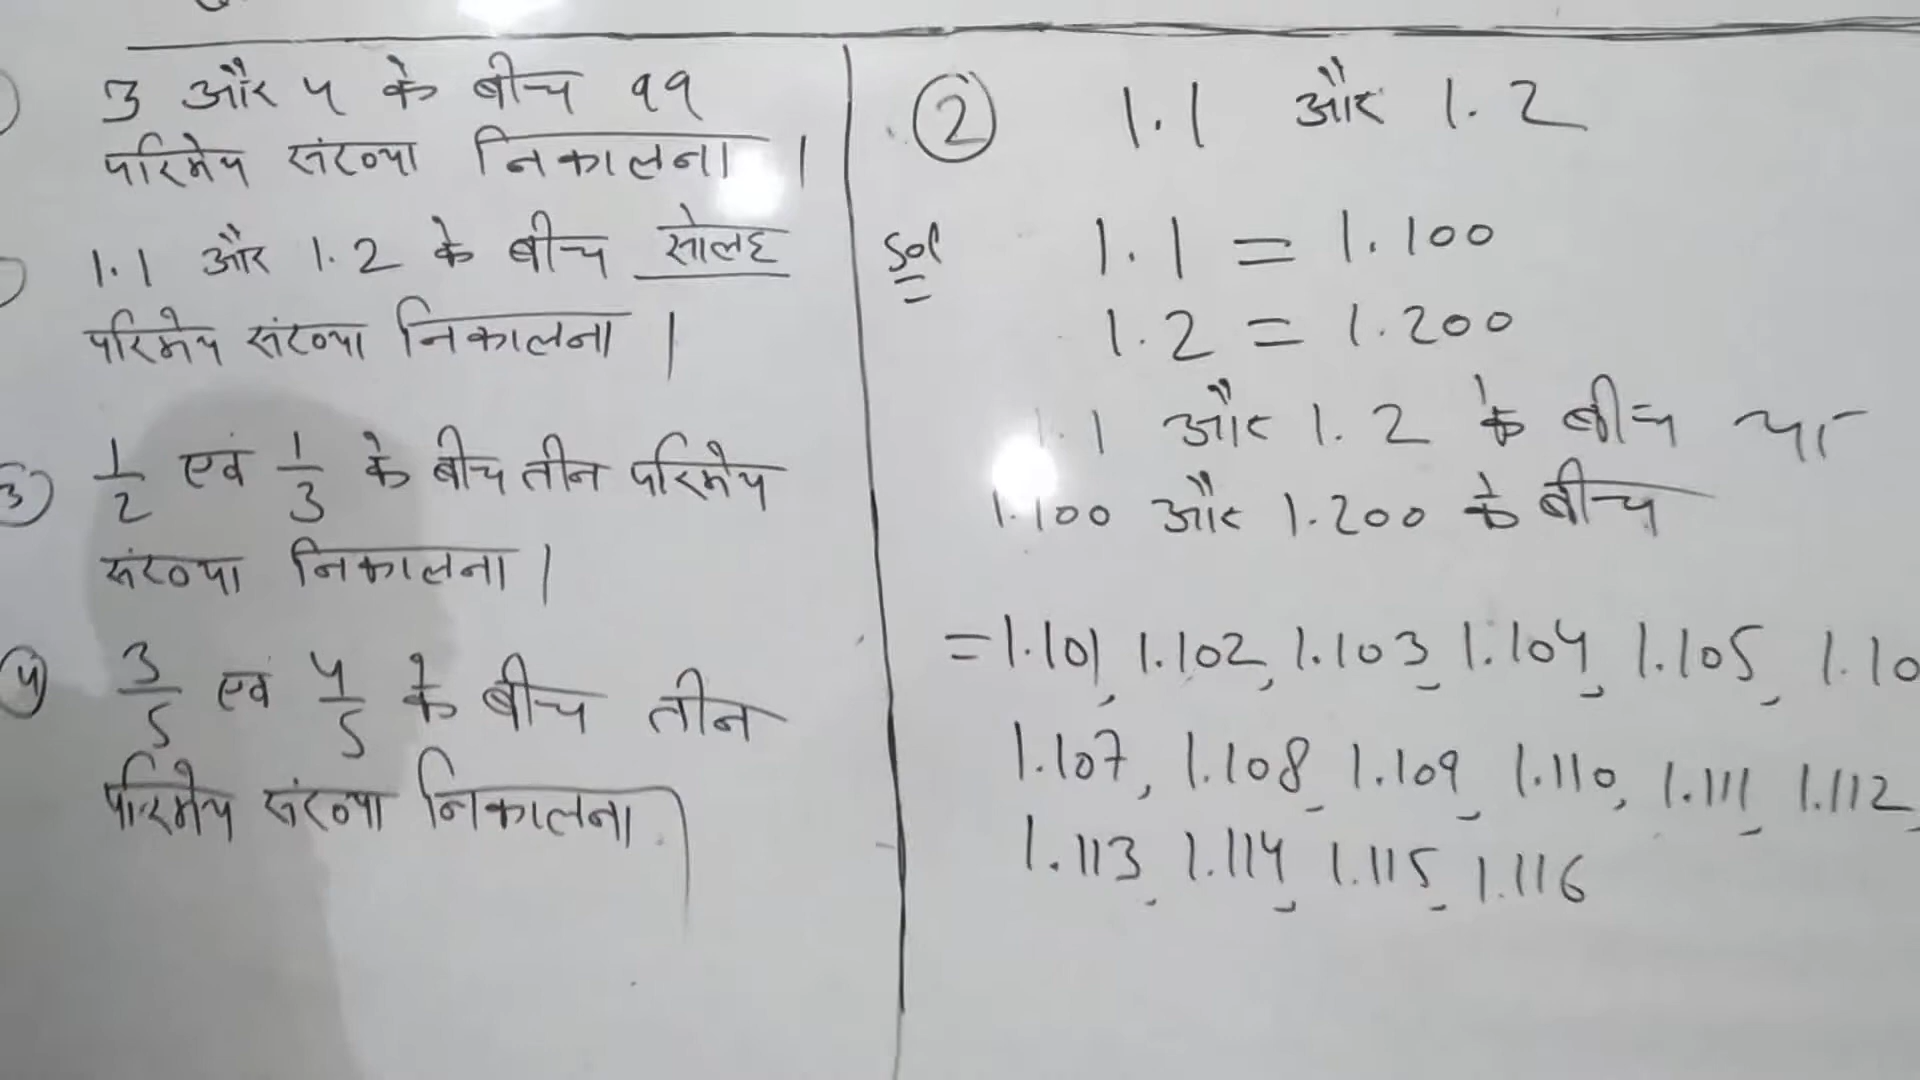 3 और 4 के बीच 99
परिमेय संख्या निकालना ।
1.1 और 1.2 के बीच सोलह
परिमेय संख्या निकालना ।
3) 1/2 एवं 1/3 के बीच तीन परिमेय
संख्या निकालना ।
4) 3/5 एवं 4/5 के बीच तीन
परिमेय संख्या निकालना ।
2 1.1 और 1.2
Sol 1.1 = 1.100
1.2 = 1.200
1.1 और 1.2 के बीच या
1.100 और 1.200 के बीच
= 1.101, 1.102, 1.103, 1.104, 1.105, 1.10
1.107, 1.108, 1.109, 1.110, 1.111, 1.112,
1.113, 1.114, 1.115, 1.116